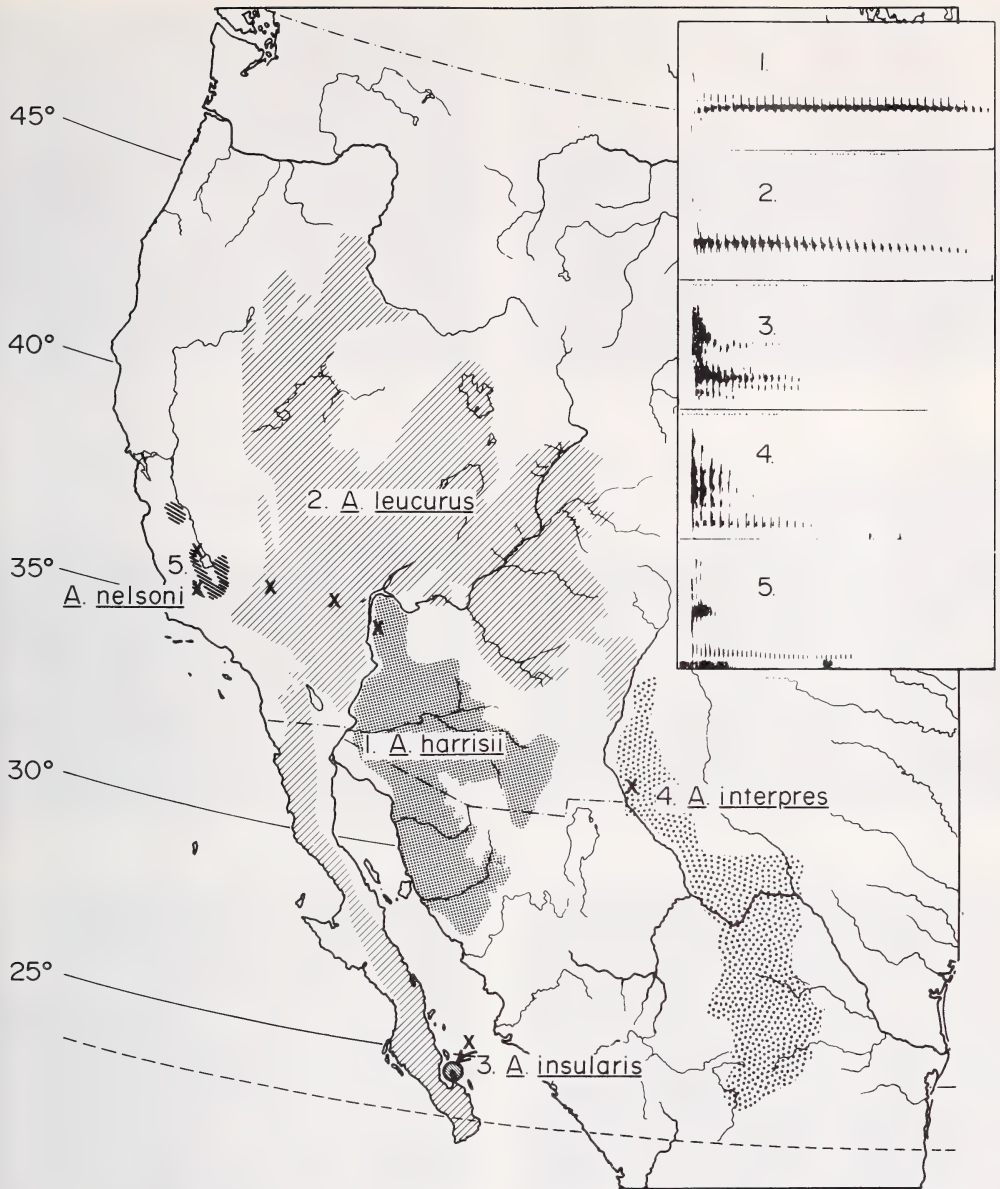 45°
40°
35°
30°
25°
1.
2.
3.
4.
5.
2. A. leucurus
5.
A. nelsoni
X
X
X
X
X
1. A. harrisii
X
4. A. interpres
X
3. A. insularis